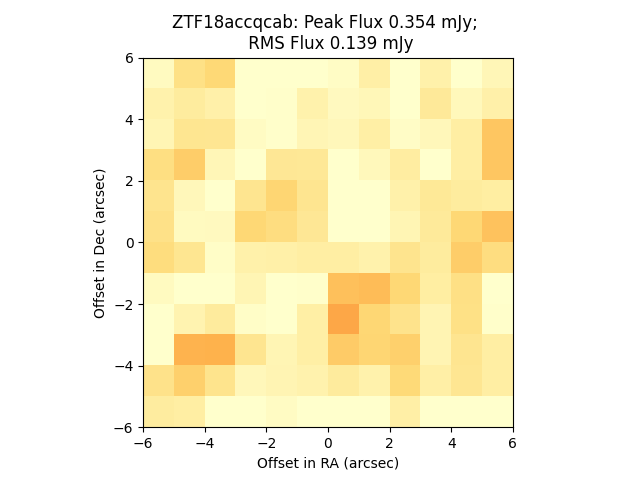 ZTF18accqcab: Peak Flux 0.354 mJy;
RMS Flux 0.139 mJy
6
4
2
0
−2
−4
−6
Offset in Dec (arcsec)
−6 −4 −2 0 2 4 6
Offset in RA (arcsec)